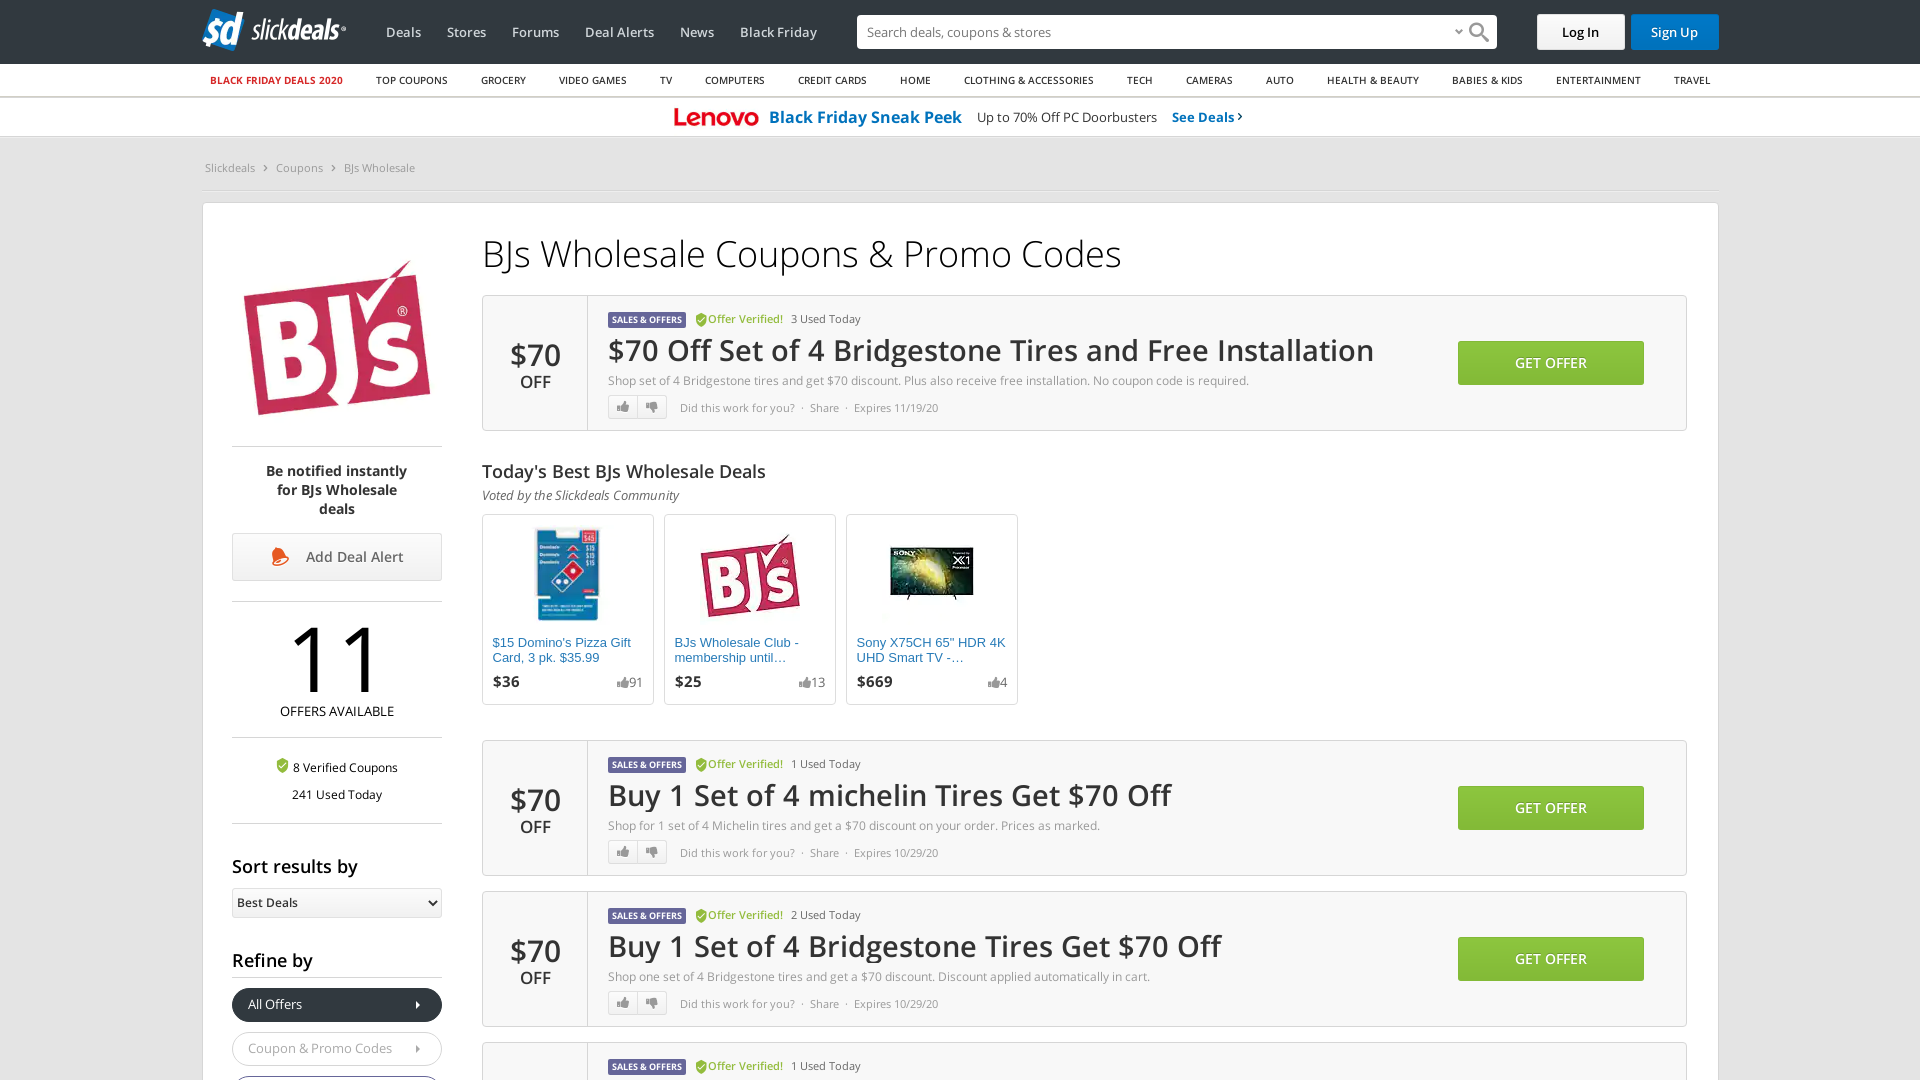 sd slickdeals
Deals
Stores
Forums
Deal Alerts
News
Black Friday
Search deals, coupons & stores
Log In
Sign Up
BLACK FRIDAY DEALS 2020
TOP COUPONS
GROCERY
VIDEO GAMES
TV
COMPUTERS
CREDIT CARDS
HOME
CLOTHING & ACCESSORIES
TECH
CAMERAS
AUTO
HEALTH & BEAUTY
BABIES & KIDS
ENTERTAINMENT
TRAVEL
Lenovo Black Friday Sneak Peek Up to 70% Off PC Doorbusters See Deals
Slickdeals
Coupons
BJs Wholesale
BJ's ®
Be notified instantly
for BJs Wholesale
deals
Add Deal Alert
11
OFFERS AVAILABLE
8 Verified Coupons
241 Used Today
Sort results by
Best Deals
Refine by
All Offers
Coupon & Promo Codes
BJs Wholesale Coupons & Promo Codes
$70
OFF
SALES & OFFERS Offer Verified! 3 Used Today
$70 Off Set of 4 Bridgestone Tires and Free Installation
Shop set of 4 Bridgestone tires and get $70 discount. Plus also receive free installation. No coupon code is required.
Did this work for you? · Share · Expires 11/19/20
GET OFFER
Today's Best BJs Wholesale Deals
Voted by the Slickdeals Community
$15 Domino's Pizza Gift
Card, 3 pk. $35.99
$36
91
BJ's
BJs Wholesale Club -
membership until…
$25
13
SONY
X1
Sony X75CH 65" HDR 4K
UHD Smart TV -…
$669
4
$70
OFF
SALES & OFFERS Offer Verified! 1 Used Today
Buy 1 Set of 4 michelin Tires Get $70 Off
Shop for 1 set of 4 Michelin tires and get a $70 discount on your order. Prices as marked.
Did this work for you? · Share · Expires 10/29/20
GET OFFER
$70
OFF
SALES & OFFERS Offer Verified! 2 Used Today
Buy 1 Set of 4 Bridgestone Tires Get $70 Off
Shop one set of 4 Bridgestone tires and get a $70 discount. Discount applied automatically in cart.
Did this work for you? · Share · Expires 10/29/20
GET OFFER
SALES & OFFERS Offer Verified! 1 Used Today